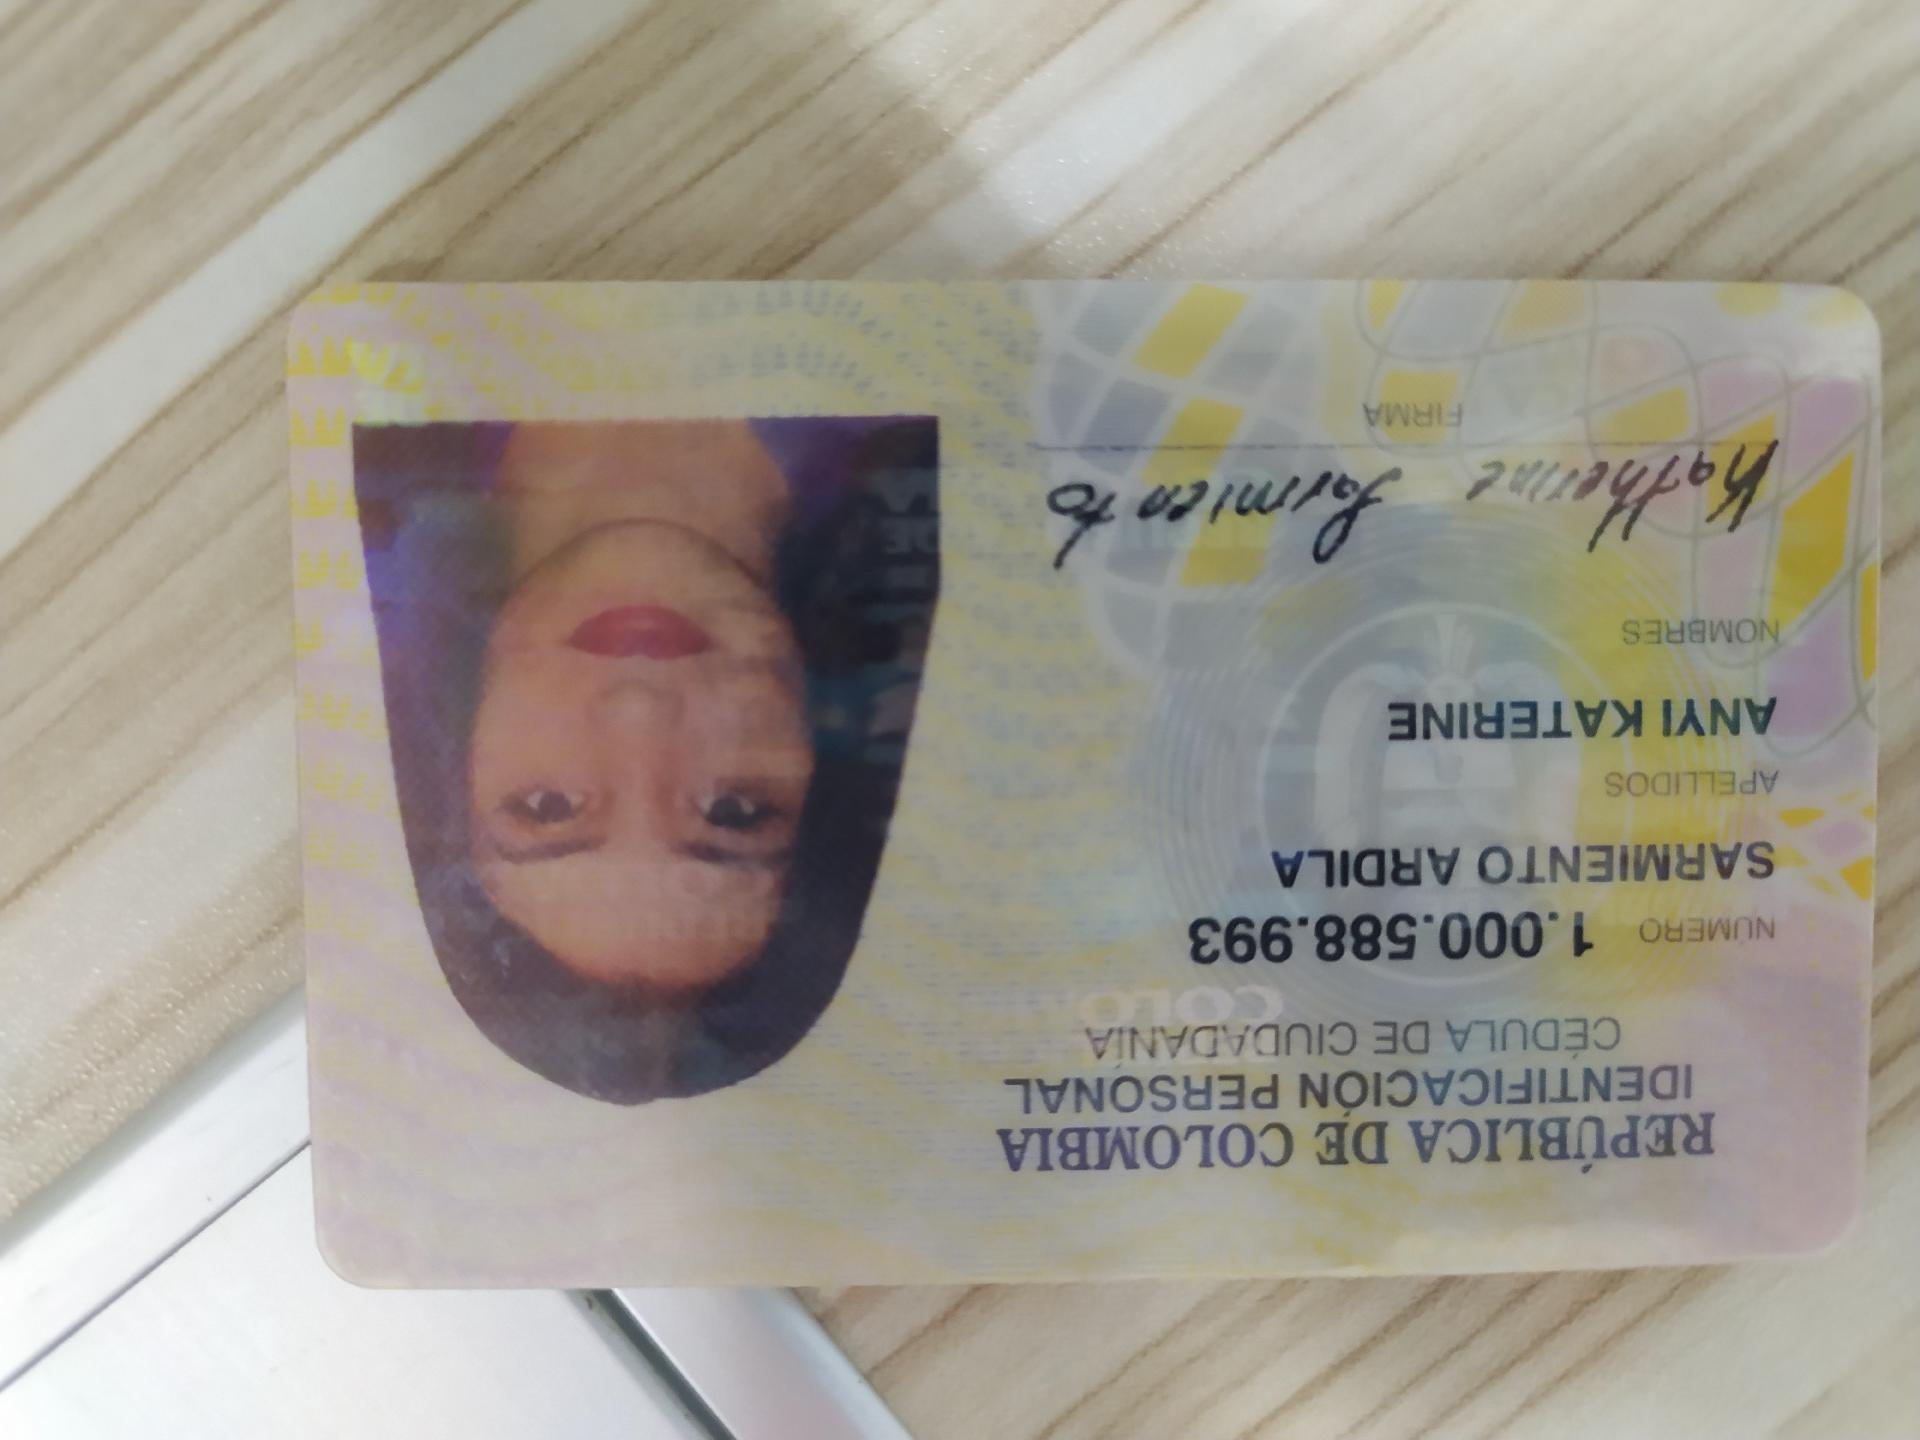 REPÚBLICA DE COLOMBIA
IDENTIFICACIÓN PERSONAL
CÉDULA DE CIUDADANÍA
COLO
NÚMERO 1.000.588.993
SARMIENTO ARDILA
APELLIDOS
ANYI KATERINE
NOMBRES
Katherine Sarmiento
FIRMA